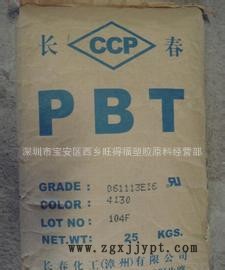 长 CCP 春
PBT
深圳市宝安区西乡旺得福塑胶原料经营部
GRADE :
COLOR : 4130
LOT NO : 104F
NET.WT: 25 KGS.
www.zgxjjypt.com
长春化工(漳州)有限公司